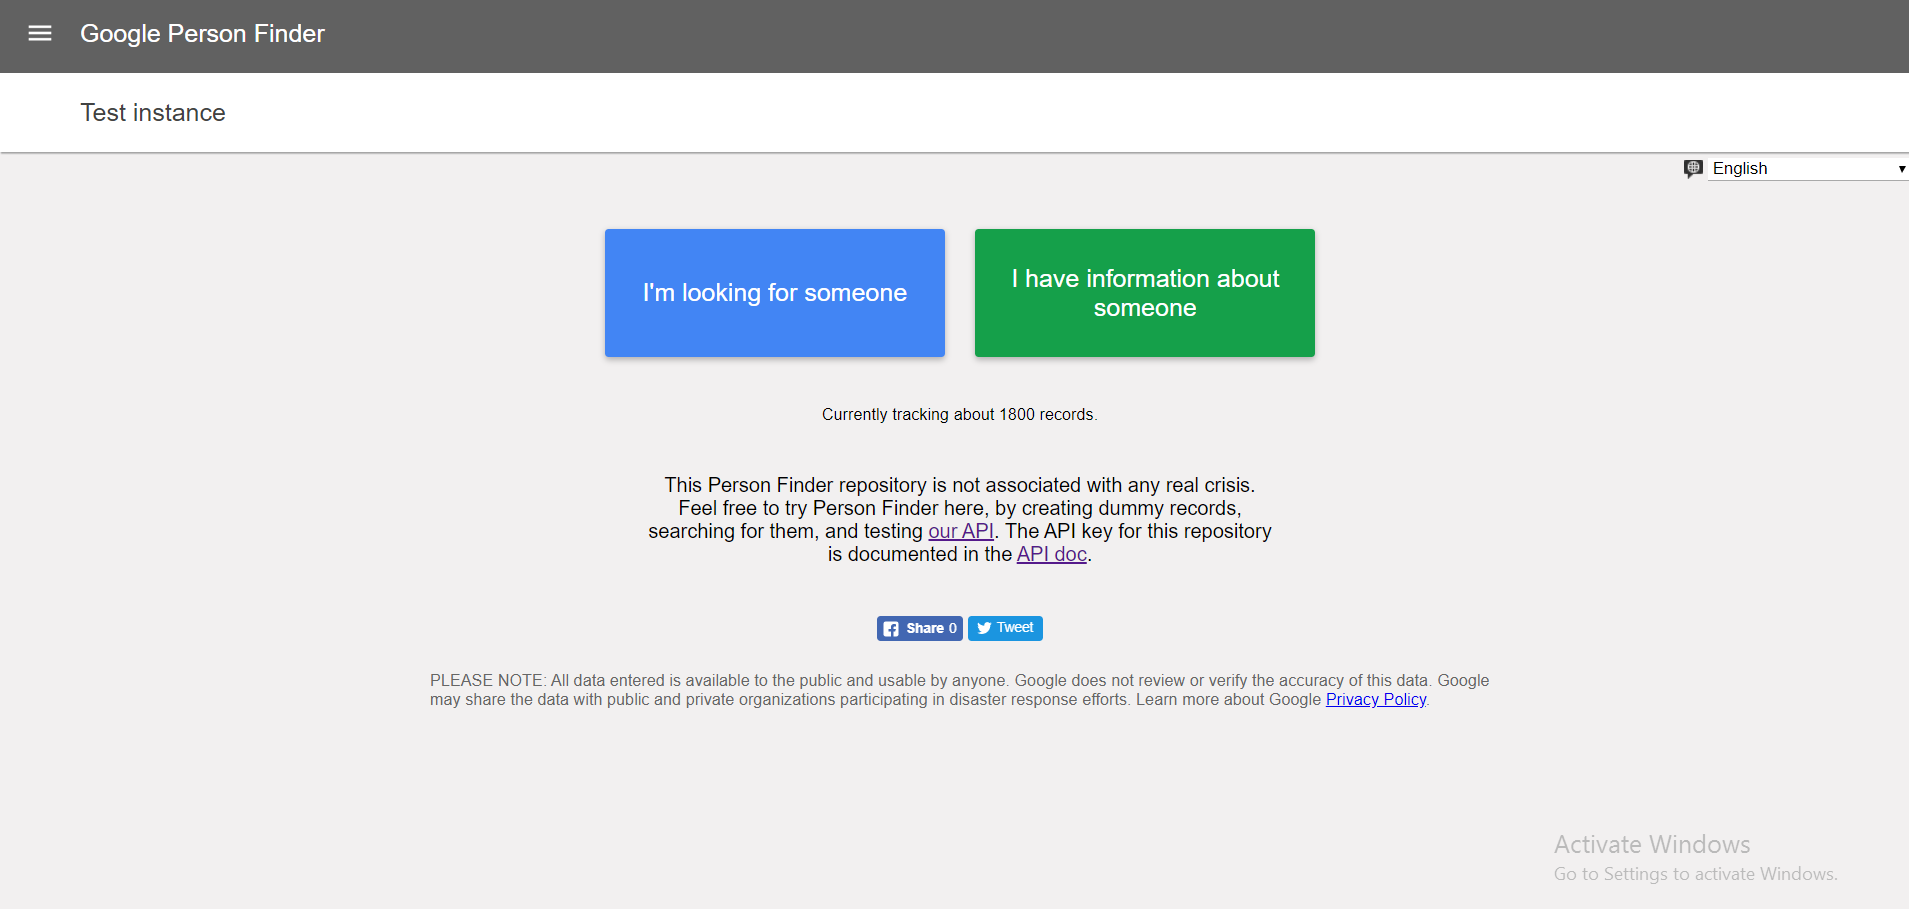 Google Person Finder
Test instance
English
I'm looking for someone
I have information about
someone
Currently tracking about 1800 records.
This Person Finder repository is not associated with any real crisis.
Feel free to try Person Finder here, by creating dummy records,
searching for them, and testing our API. The API key for this repository
is documented in the API doc.
Share 0
Tweet
PLEASE NOTE: All data entered is available to the public and usable by anyone. Google does not review or verify the accuracy of this data. Google
may share the data with public and private organizations participating in disaster response efforts. Learn more about Google Privacy Policy.
Activate Windows
Go to Settings to activate Windows.